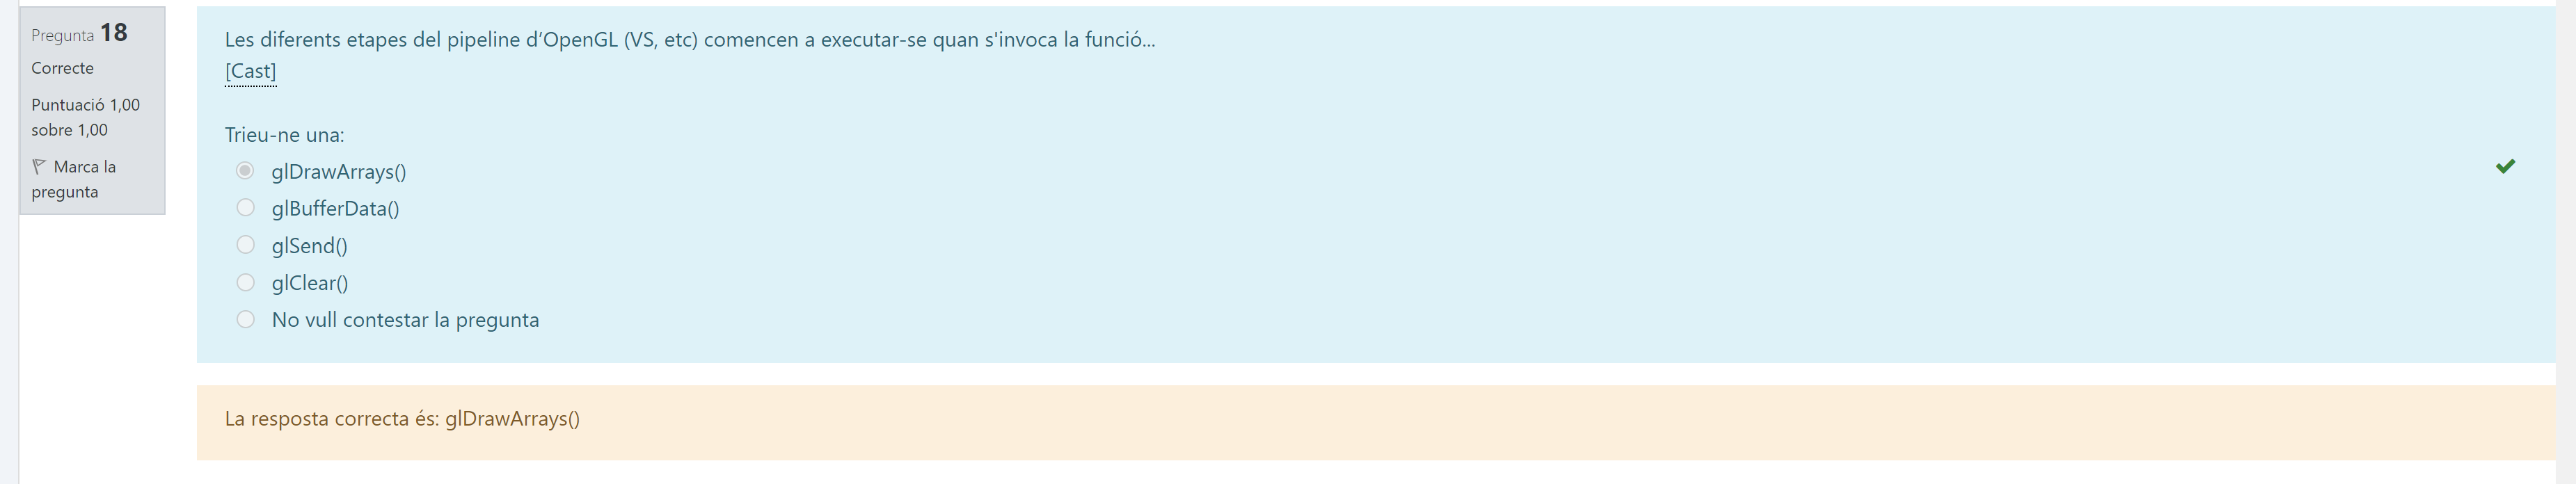 Pregunta 18
Correcte
Puntuació 1,00
sobre 1,00
Marca la
pregunta
Les diferents etapes del pipeline d’OpenGL (VS, etc) comencen a executar-se quan s'invoca la funció...
[Cast]
Trieu-ne una:
glDrawArrays()
glBufferData()
glSend()
glClear()
No vull contestar la pregunta
La resposta correcta és: glDrawArrays()